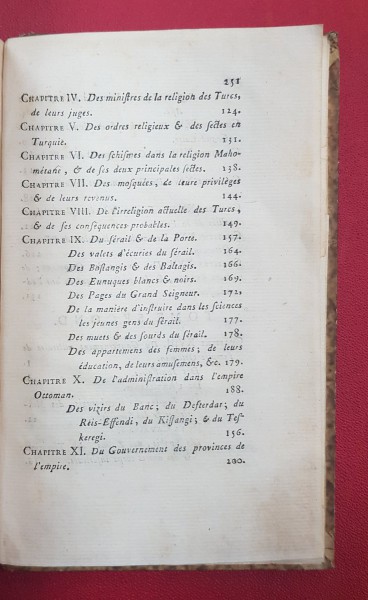 251
CHAPITRE IV. Des miniſtres de la religion des Turcs,
de leurs juges. 124.
CHAPITRE V. Des ordres religieux & des ſectes en
Turquie. 131.
CHAPITRE VI. Des ſchiſmes dans la religion Maho-
métane, & de ſes deux principales ſectes. 138.
CHAPITRE VII. Des moſquées, de leurs privilèges
& de leurs revenus. 144.
CHAPITRE VIII. De l'irreligion actuelle des Turcs,
& de ſes conſéquences probables. 149.
CHAPITRE IX. Du ſérail & de la Porte. 157.
Des valets d'écuries du ſérail. 164.
Des Boſtangis & des Baltagis. 166.
Des Eunuques blancs & noirs. 169.
Des Pages du Grand Seigneur. 172.
De la manière d'inſtruire dans les ſciences
les jeunes gens du ſérail. 177.
Des muets & des ſourds du ſérail. 178.
Des appartemens des femmes; de leurs
éducation, de leurs amuſemens, &c. 179.
CHAPITRE X. De l'adminiſtration dans l'empire
Ottoman. 188.
Des vizirs du Banc; du Defterdar; du
Reis-Effendi, du Kiſſangi; & du Teſ-
keregi. 156.
CHAPITRE XI. Du Gouvernement des provinces de
l'empire. 200.